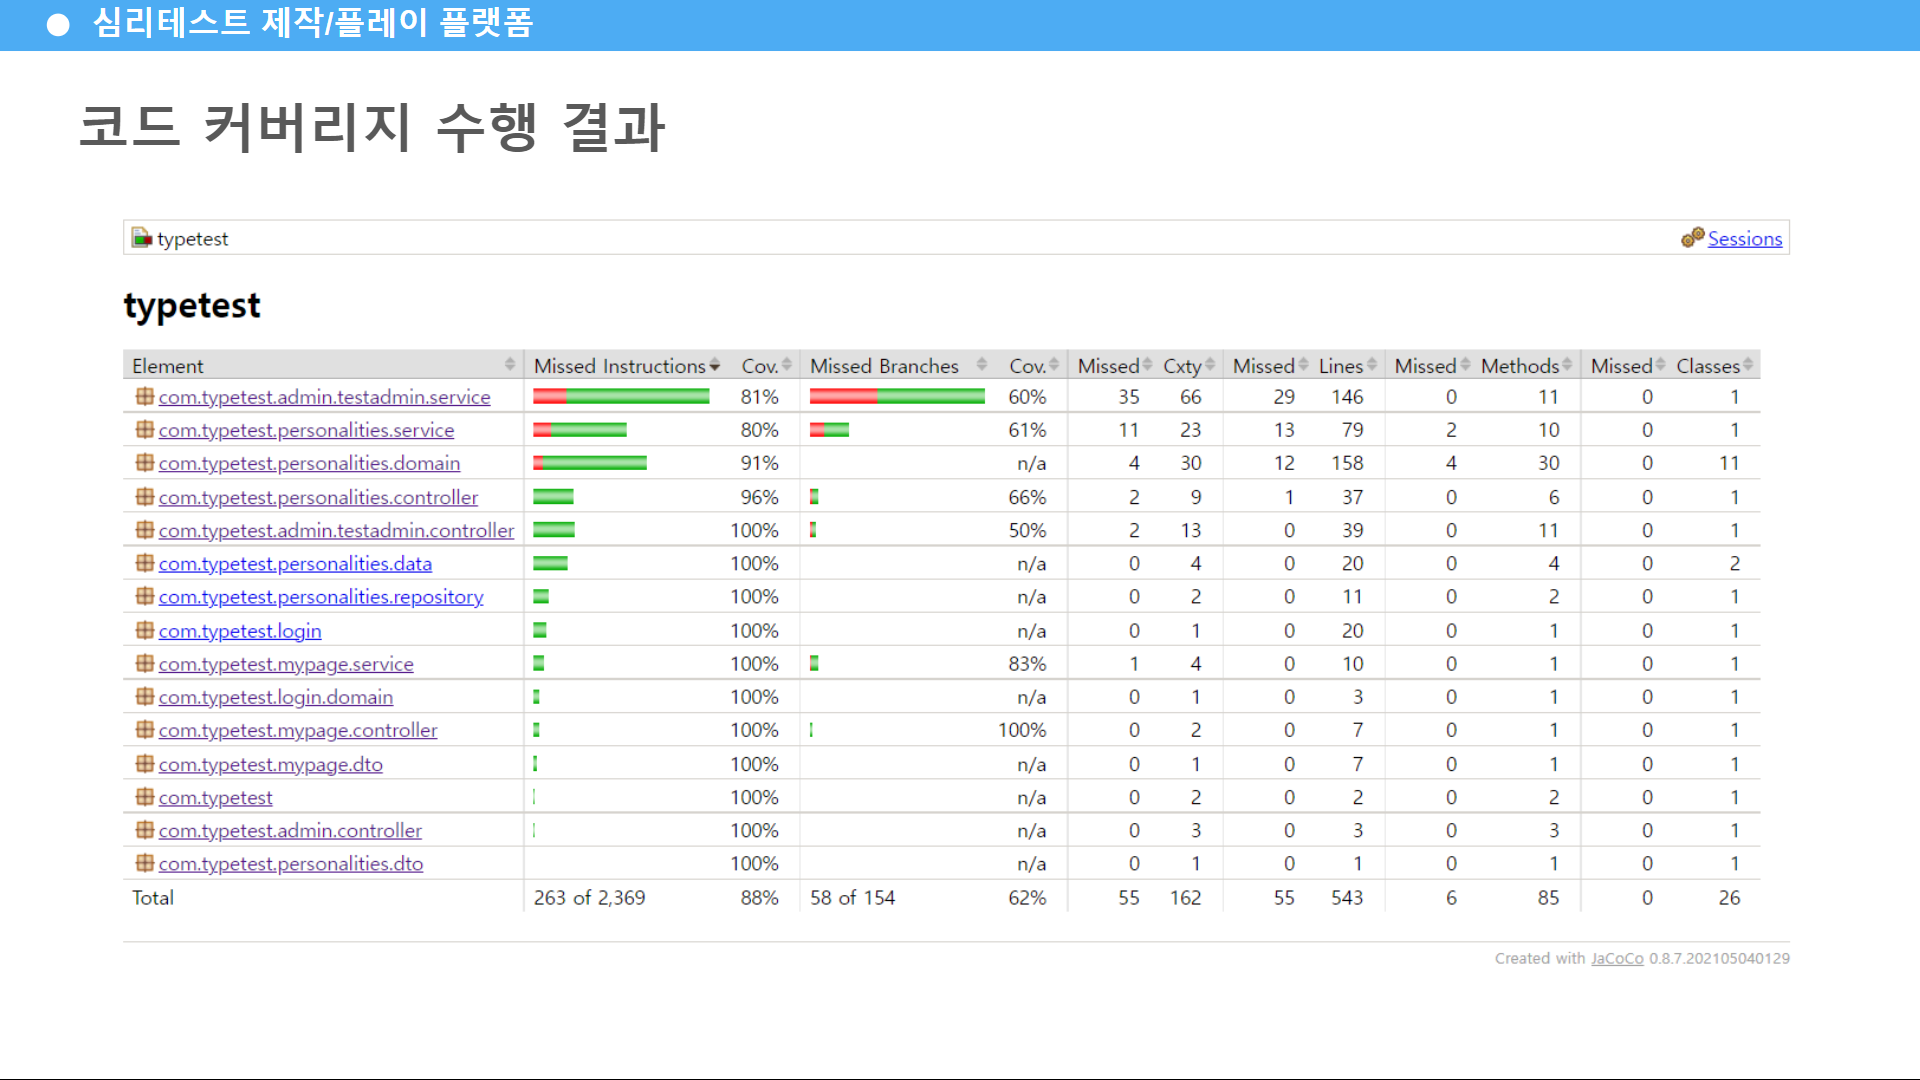 심리테스트 제작/플레이 플랫폼
코드 커버리지 수행 결과
typetest Sessions
typetest
Element Missed Instructions Cov. Missed Branches Cov. Missed Cxty Missed Lines Missed Methods Missed Classes
com.typetest.admin.testadmin.service 81% 60% 35 66 29 146 0 11 0 1
com.typetest.personalities.service 80% 61% 11 23 13 79 2 10 0 1
com.typetest.personalities.domain 91% n/a 4 30 12 158 4 30 0 11
com.typetest.personalities.controller 96% 66% 2 9 1 37 0 6 0 1
com.typetest.admin.testadmin.controller 100% 50% 2 13 0 39 0 11 0 1
com.typetest.personalities.data 100% n/a 0 4 0 20 0 4 0 2
com.typetest.personalities.repository 100% n/a 0 2 0 11 0 2 0 1
com.typetest.login 100% n/a 0 1 0 20 0 1 0 1
com.typetest.mypage.service 100% 83% 1 4 0 10 0 1 0 1
com.typetest.login.domain 100% n/a 0 1 0 3 0 1 0 1
com.typetest.mypage.controller 100% 100% 0 2 0 7 0 1 0 1
com.typetest.mypage.dto 100% n/a 0 1 0 7 0 1 0 1
com.typetest 100% n/a 0 2 0 2 0 2 0 1
com.typetest.admin.controller 100% n/a 0 3 0 3 0 3 0 1
com.typetest.personalities.dto 100% n/a 0 1 0 1 0 1 0 1
Total 263 of 2,369 88% 58 of 154 62% 55 162 55 543 6 85 0 26
Created with JaCoCo 0.8.7.202105040129